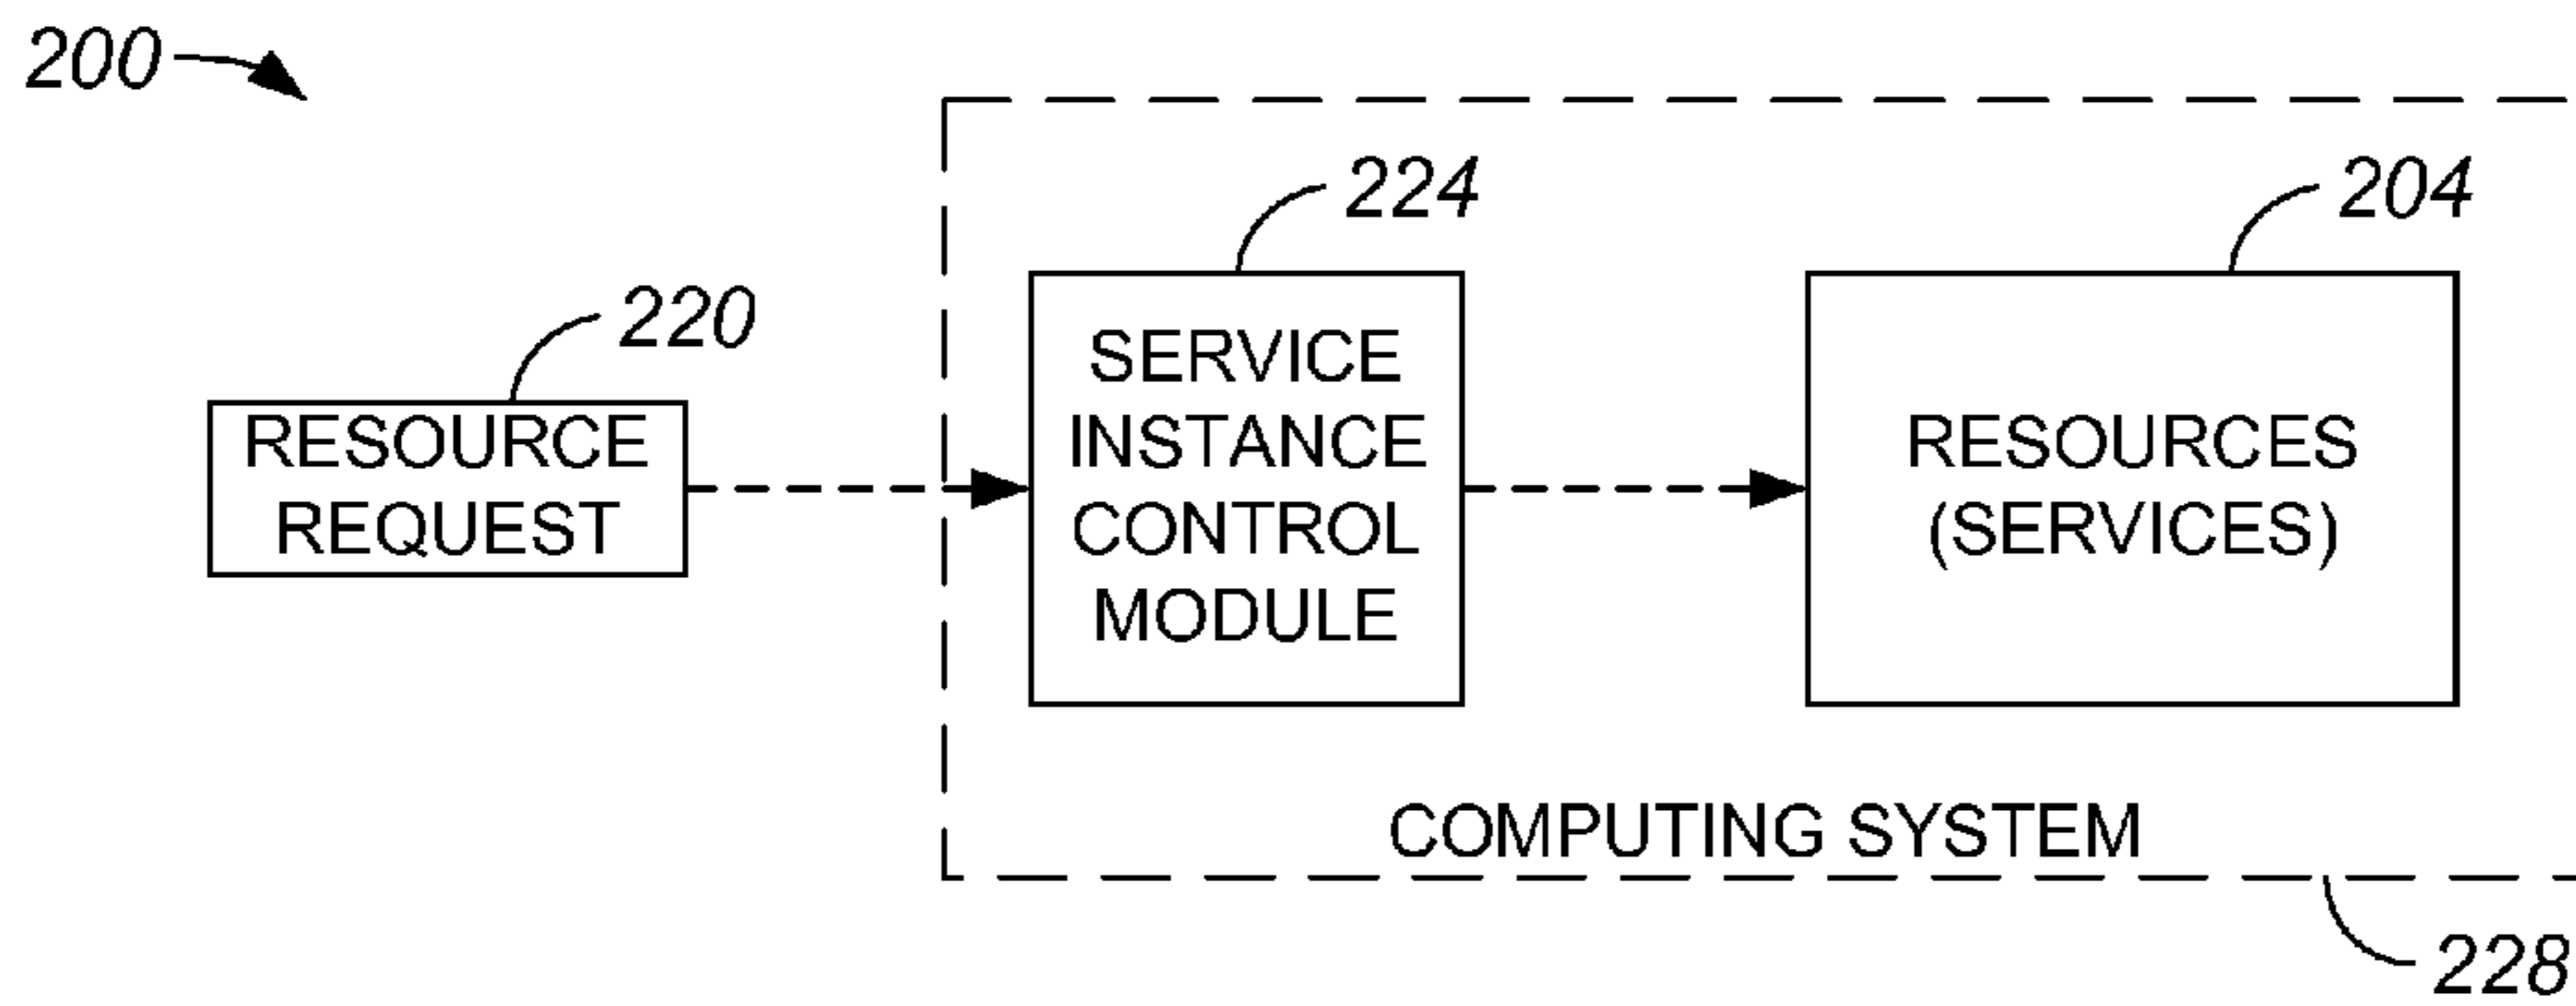 200
224
204
220
RESOURCE
REQUEST
SERVICE
INSTANCE
CONTROL
MODULE
RESOURCES
(SERVICES)
COMPUTING SYSTEM
228